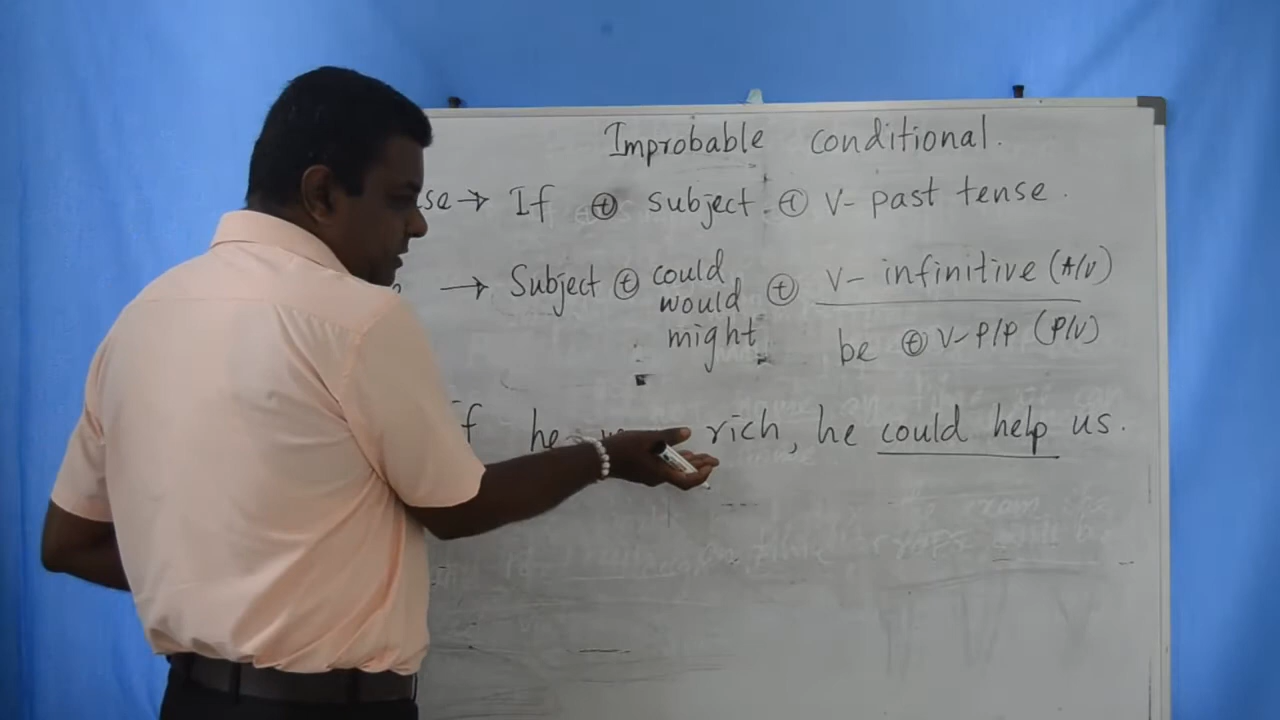 Improbable conditional.
se → If ⊕ subject ⊕ V- past tense.
→ Subject ⊕ could
would
might
⊕ V- infinitive (A/V)
be ⊕ V-P/P (P/V)
he rich, he could help us.